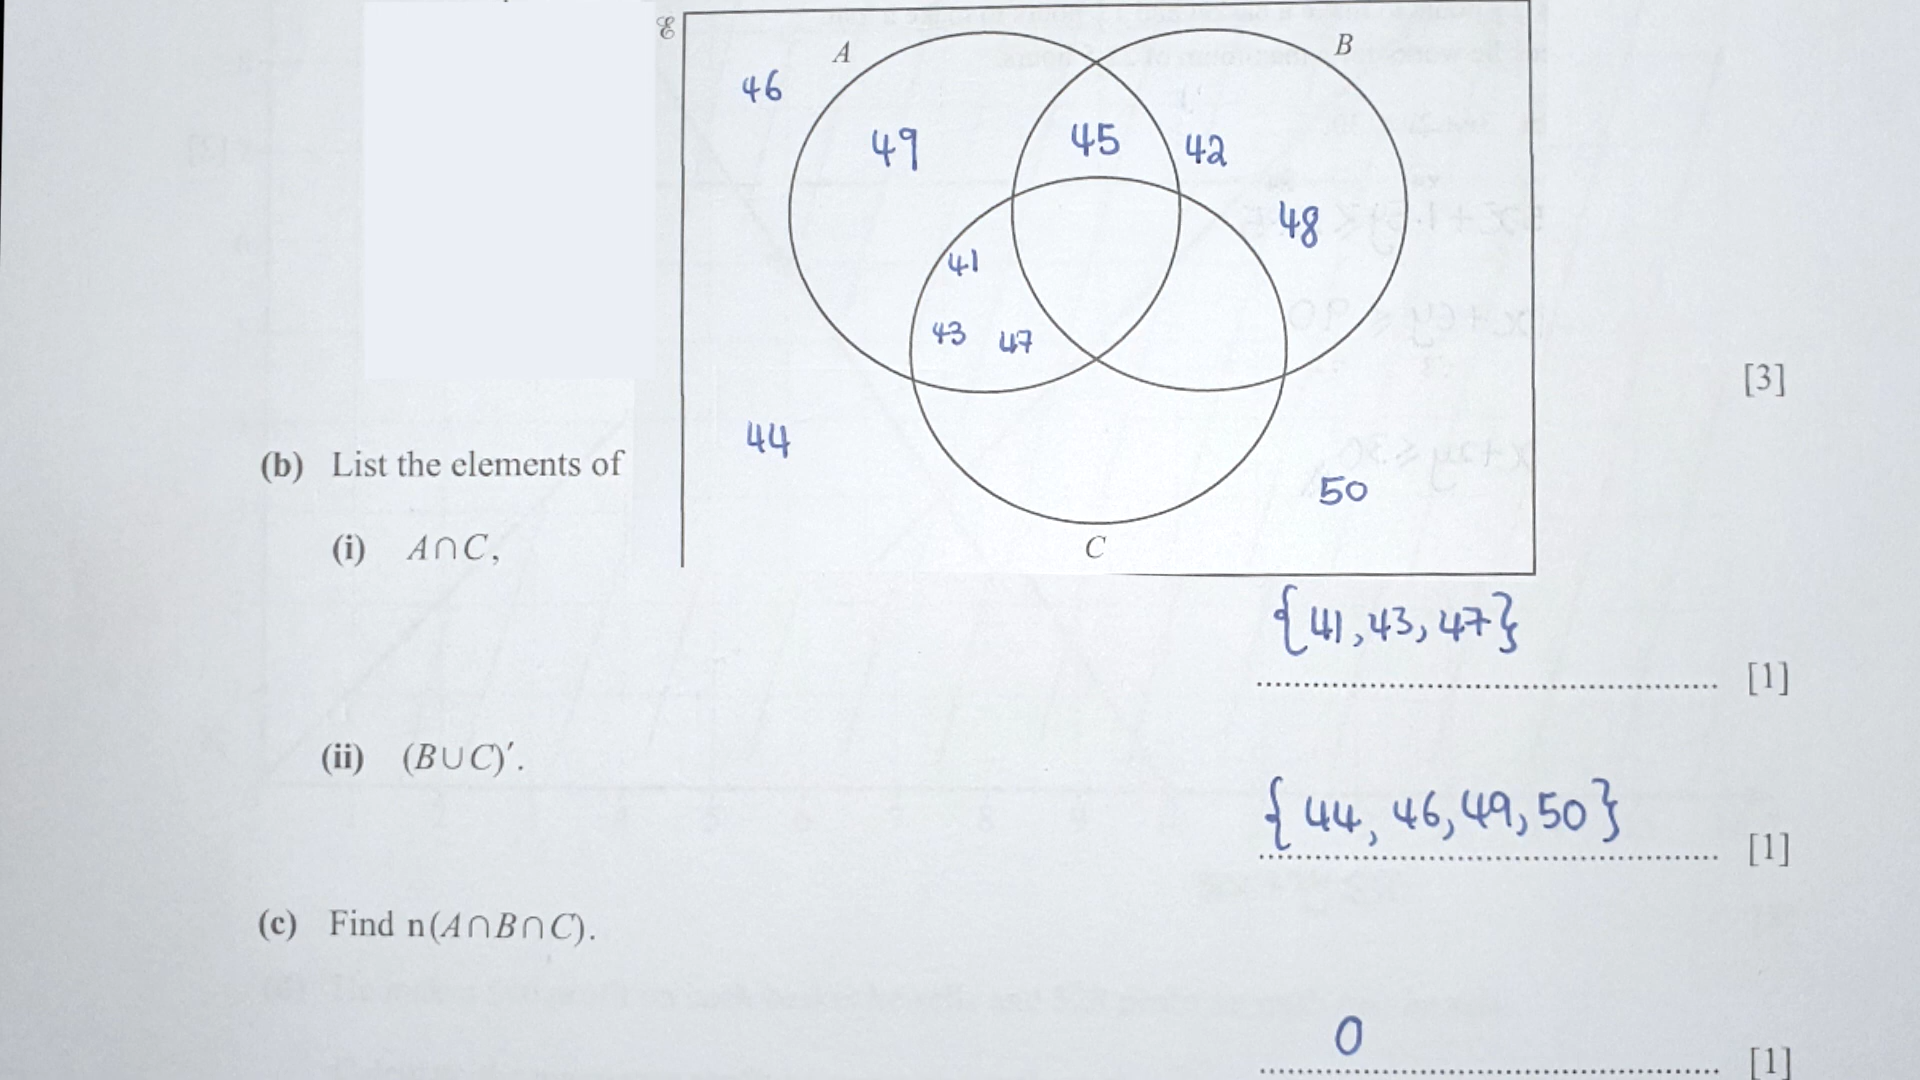 ℰ
A
B
46
49
45
42
48
41
43
47
[3]
44
(b) List the elements of
50
(i) A∩C,
C
{41,43,47}
[1]
(ii) (B∪C)′.
{44,46,49,50}
[1]
(c) Find n(A∩B∩C).
0
[1]